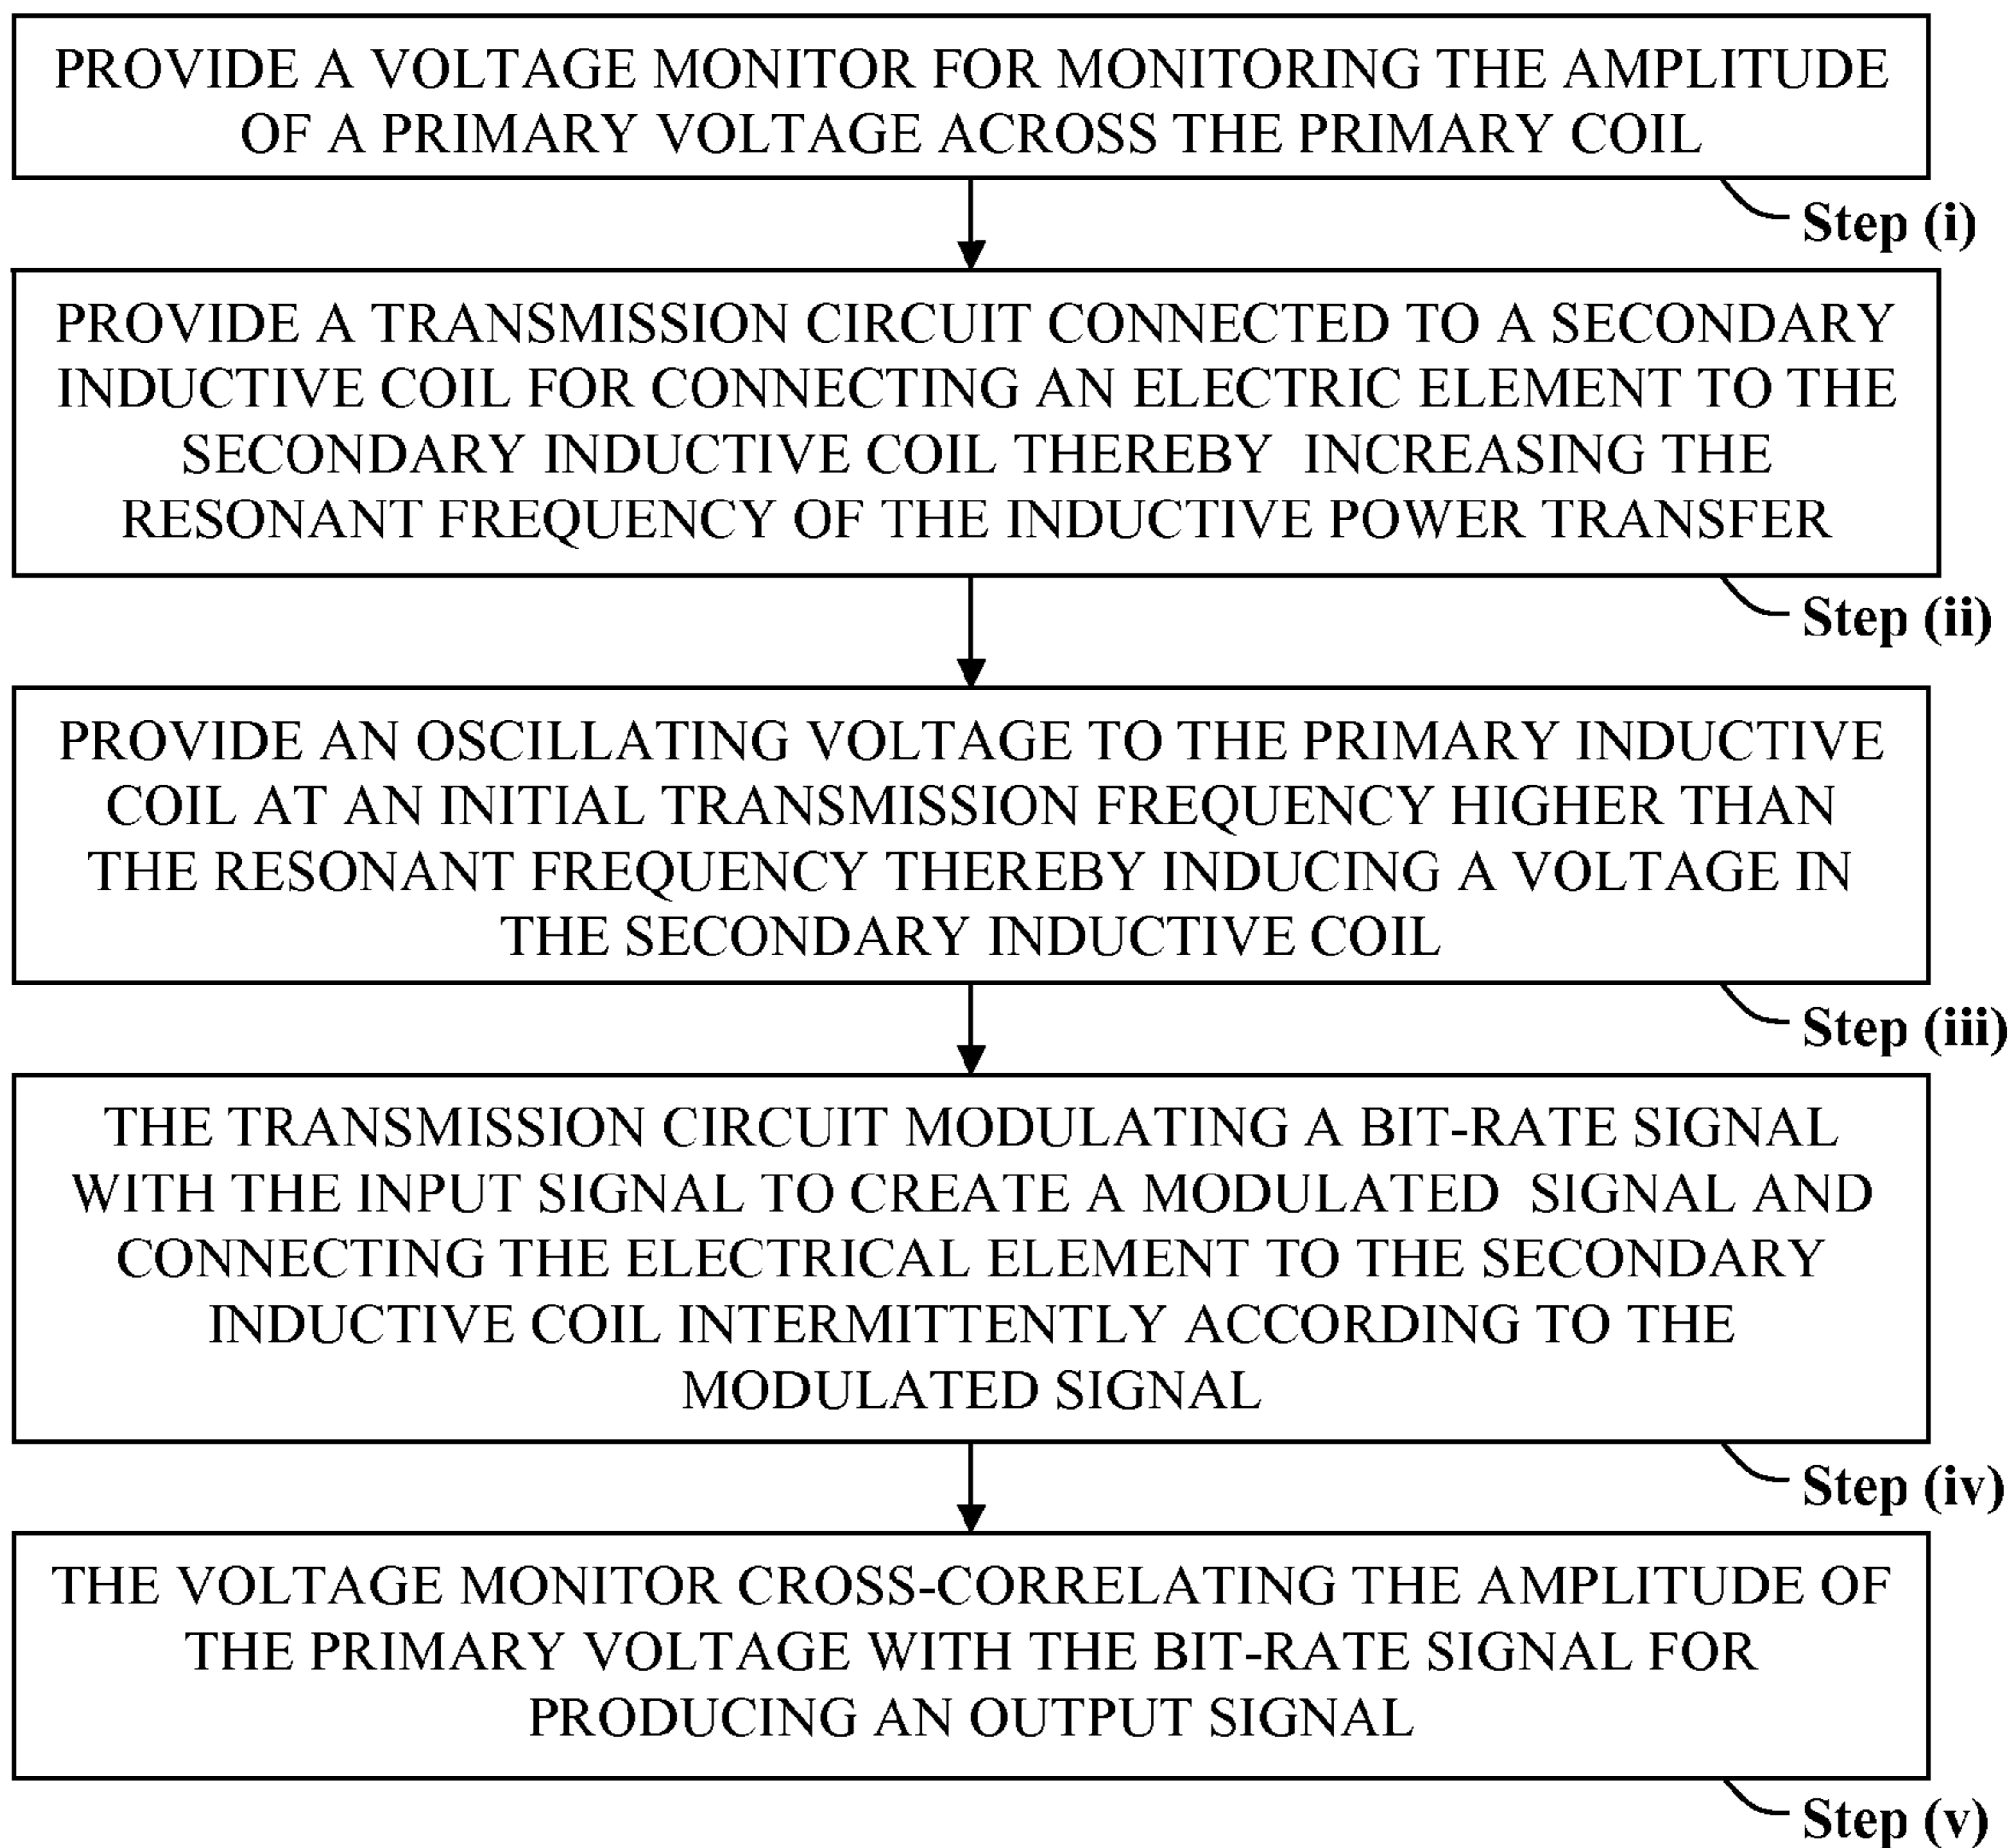 PROVIDE A VOLTAGE MONITOR FOR MONITORING THE AMPLITUDE
OF A PRIMARY VOLTAGE ACROSS THE PRIMARY COIL
Step (i)
PROVIDE A TRANSMISSION CIRCUIT CONNECTED TO A SECONDARY
INDUCTIVE COIL FOR CONNECTING AN ELECTRIC ELEMENT TO THE
SECONDARY INDUCTIVE COIL THEREBY INCREASING THE
RESONANT FREQUENCY OF THE INDUCTIVE POWER TRANSFER
Step (ii)
PROVIDE AN OSCILLATING VOLTAGE TO THE PRIMARY INDUCTIVE
COIL AT AN INITIAL TRANSMISSION FREQUENCY HIGHER THAN
THE RESONANT FREQUENCY THEREBY INDUCING A VOLTAGE IN
THE SECONDARY INDUCTIVE COIL
Step (iii)
THE TRANSMISSION CIRCUIT MODULATING A BIT-RATE SIGNAL
WITH THE INPUT SIGNAL TO CREATE A MODULATED SIGNAL AND
CONNECTING THE ELECTRICAL ELEMENT TO THE SECONDARY
INDUCTIVE COIL INTERMITTENTLY ACCORDING TO THE
MODULATED SIGNAL
Step (iv)
THE VOLTAGE MONITOR CROSS-CORRELATING THE AMPLITUDE OF
THE PRIMARY VOLTAGE WITH THE BIT-RATE SIGNAL FOR
PRODUCING AN OUTPUT SIGNAL
Step (v)